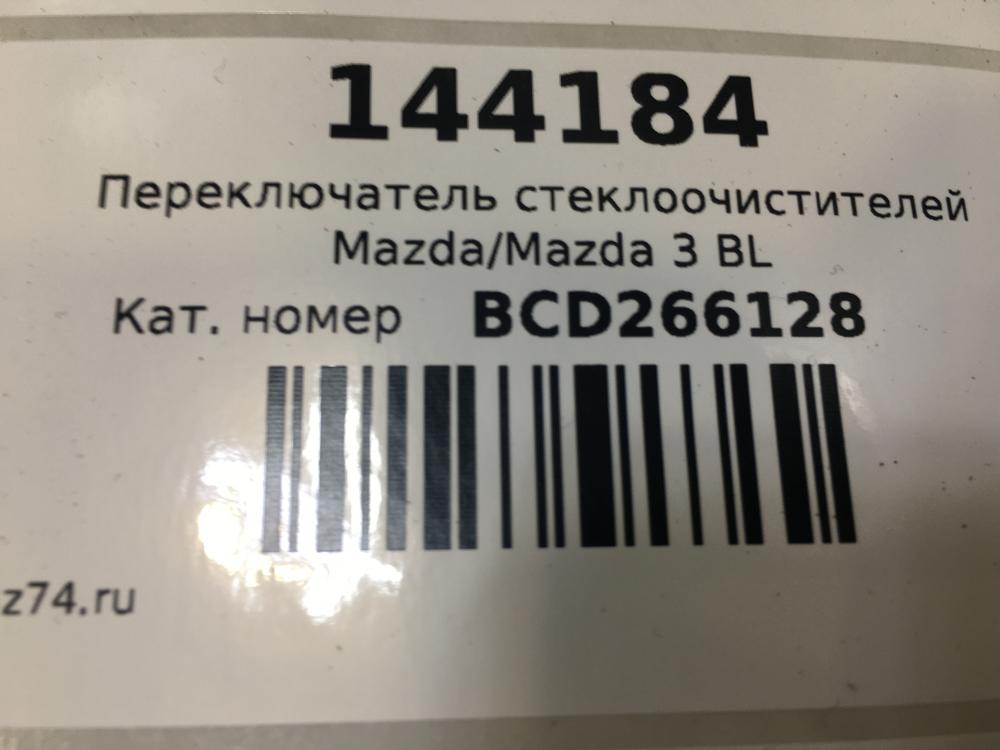 144184
Переключатель стеклоочистителей
Mazda/Mazda 3 BL
Кат. номер BCD266128
z74.ru